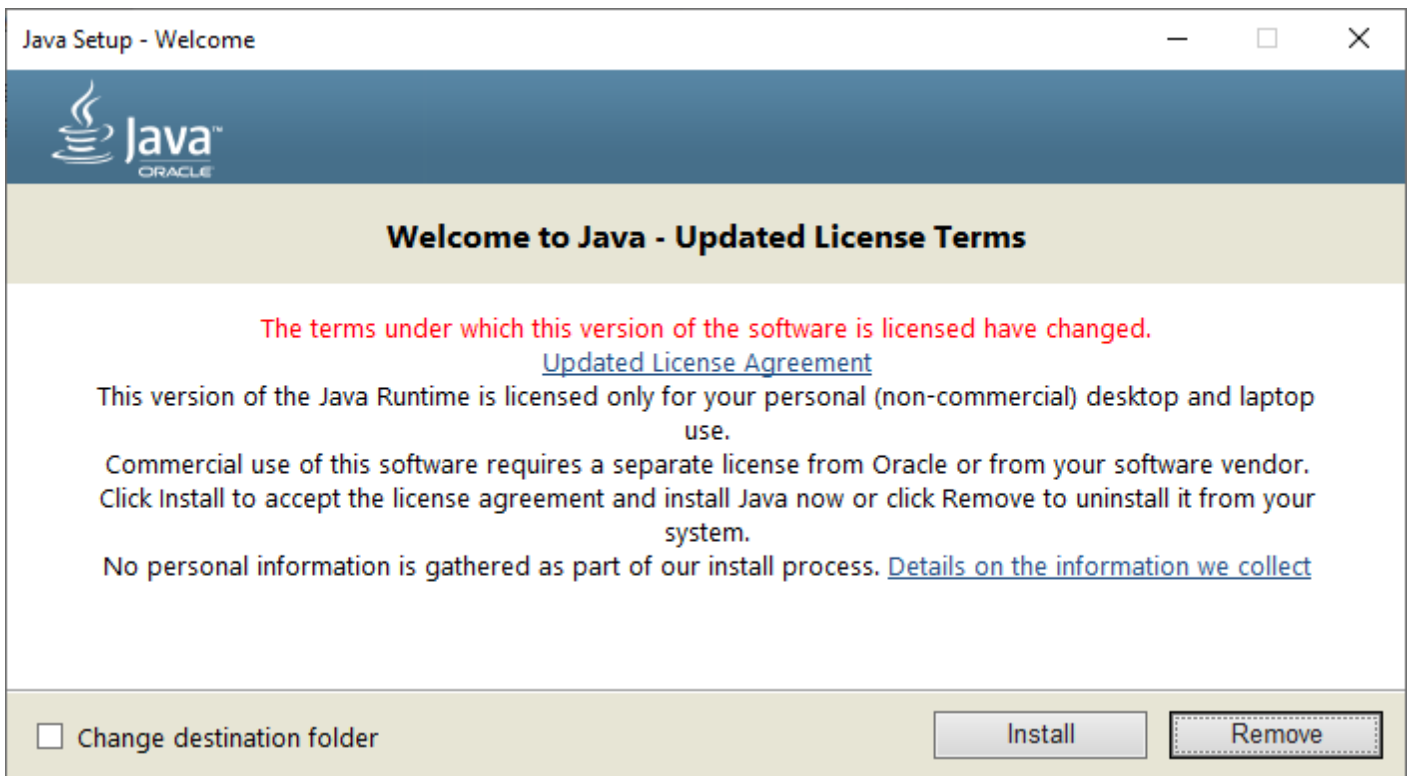 Java Setup - Welcome
Java™
ORACLE
Welcome to Java - Updated License Terms
The terms under which this version of the software is licensed have changed.
Updated License Agreement
This version of the Java Runtime is licensed only for your personal (non-commercial) desktop and laptop
use.
Commercial use of this software requires a separate license from Oracle or from your software vendor.
Click Install to accept the license agreement and install Java now or click Remove to uninstall it from your
system.
No personal information is gathered as part of our install process. Details on the information we collect
Change destination folder
Install
Remove